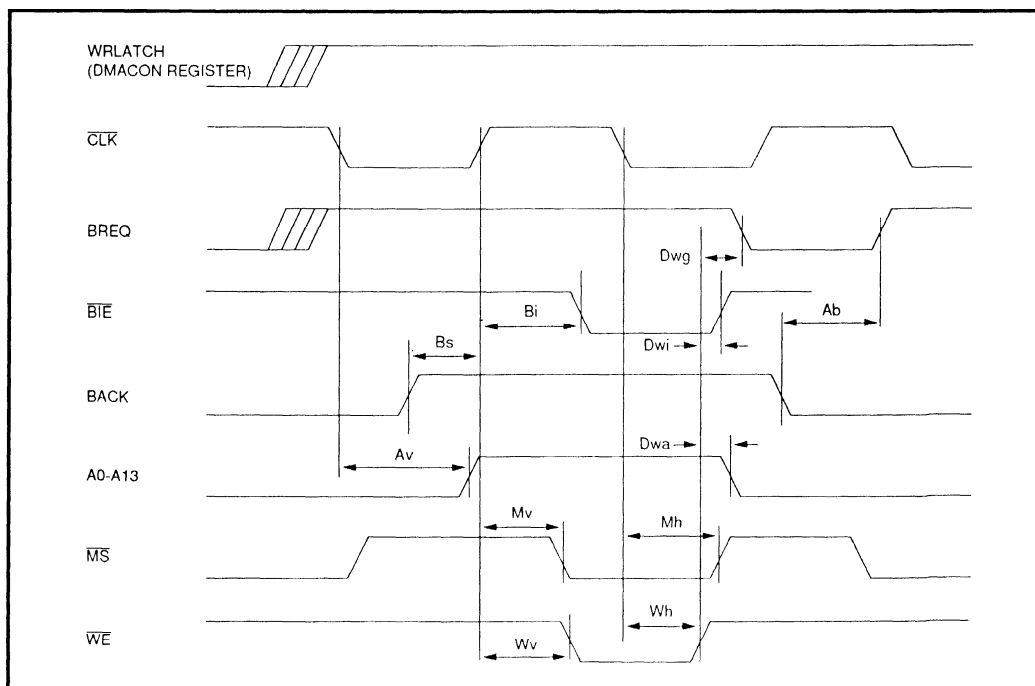 WRLATCH
(DMACON REGISTER)
CLK
BREQ
Dwg
BIE
Bi
Ab
Bs
Dwi
BACK
Dwa
Av
A0-A13
Mv
Mh
MS
Wh
WE
Wv